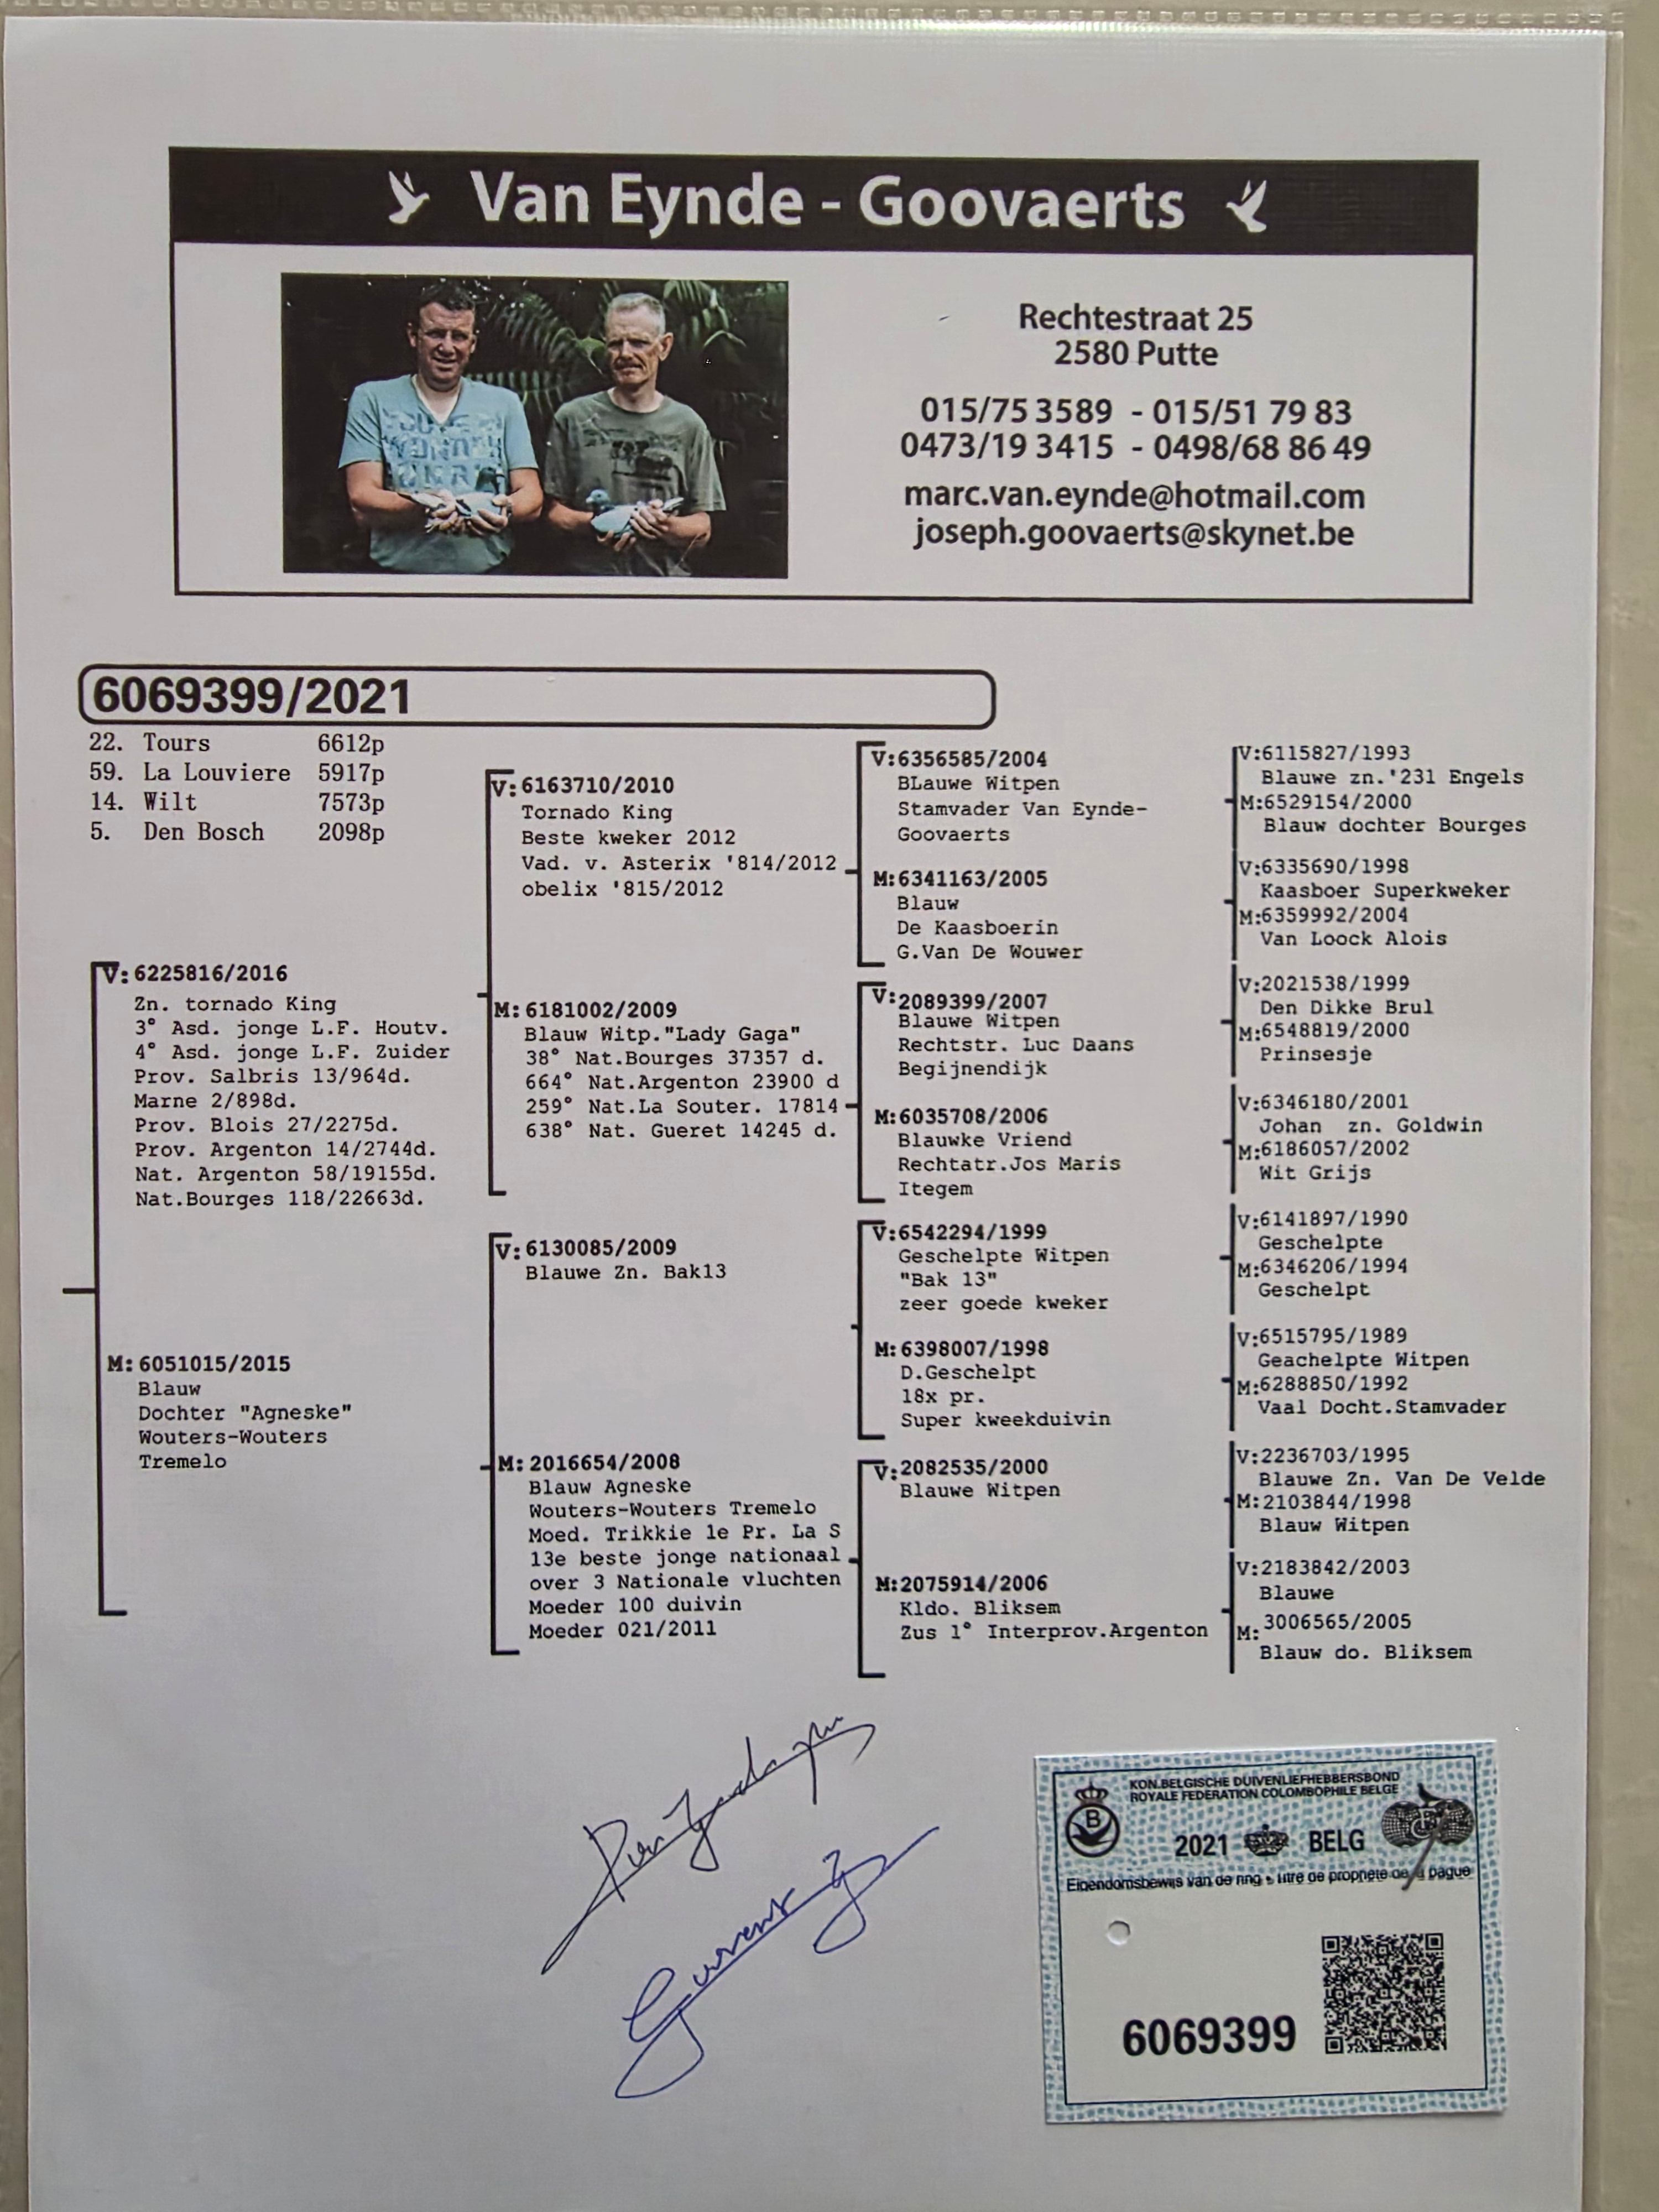 Van Eynde - Goovaerts
Rechtestraat 25
2580 Putte
015/75 3589 - 015/51 79 83
0473/19 3415 - 0498/68 86 49
marc.van.eynde@hotmail.com
joseph.goovaerts@skynet.be
6069399/2021
22. Tours 6612p
59. La Louviere 5917p
14. Wilt 7573p
5. Den Bosch 2098p
V: 6225816/2016
Zn. tornado King
3° Asd. jonge L.F. Houtv.
4° Asd. jonge L.F. Zuider
Prov. Salbris 13/964d.
Marne 2/898d.
Prov. Blois 27/2275d.
Prov. Argenton 14/2744d.
Nat. Argenton 58/19155d.
Nat.Bourges 118/22663d.
M: 6051015/2015
Blauw
Dochter "Agneske"
Wouters-Wouters
Tremelo
V: 6163710/2010
Tornado King
Beste kweker 2012
Vad. v. Asterix '814/2012
obelix '815/2012
M: 6181002/2009
Blauw Witp."Lady Gaga"
38° Nat.Bourges 37357 d.
664° Nat.Argenton 23900 d
259° Nat.La Souter. 17814
638° Nat. Gueret 14245 d.
V: 6130085/2009
Blauwe Zn. Bak13
M: 2016654/2008
Blauw Agneske
Wouters-Wouters Tremelo
Moed. Trikkie 1e Pr. La S
13e beste jonge nationaal
over 3 Nationale vluchten
Moeder 100 duivin
Moeder 021/2011
V:6356585/2004
BLauwe Witpen
Stamvader Van Eynde-
Goovaerts
M:6341163/2005
Blauw
De Kaasboerin
G.Van De Wouwer
V:2089399/2007
Blauwe Witpen
Rechtstr. Luc Daans
Begijnendijk
M:6035708/2006
Blauwke Vriend
Rechtatr.Jos Maris
Itegem
V:6542294/1999
Geschelpte Witpen
"Bak 13"
zeer goede kweker
M:6398007/1998
D.Geschelpt
18x pr.
Super kweekduivin
V:2082535/2000
Blauwe Witpen
M:2075914/2006
Kldo. Bliksem
Zus 1° Interprov.Argenton
V:6115827/1993
Blauwe zn.'231 Engels
M:6529154/2000
Blauw dochter Bourges
V:6335690/1998
Kaasboer Superkweker
M:6359992/2004
Van Loock Alois
V:2021538/1999
Den Dikke Brul
M:6548819/2000
Prinsesje
V:6346180/2001
Johan zn. Goldwin
M:6186057/2002
Wit Grijs
V:6141897/1990
Geschelpte
M:6346206/1994
Geschelpt
V:6515795/1989
Geachelpte Witpen
M:6288850/1992
Vaal Docht.Stamvader
V:2236703/1995
Blauwe Zn. Van De Velde
M:2103844/1998
Blauw Witpen
V:2183842/2003
Blauwe
M: 3006565/2005
Blauw do. Bliksem
KON.BELGISCHE DUIVENLIEFHEBBERSBOND
ROYALE FEDERATION COLOMBOPHILE BELGE
B
2021 BELG
Eigendomsbewijs van de ring
6069399